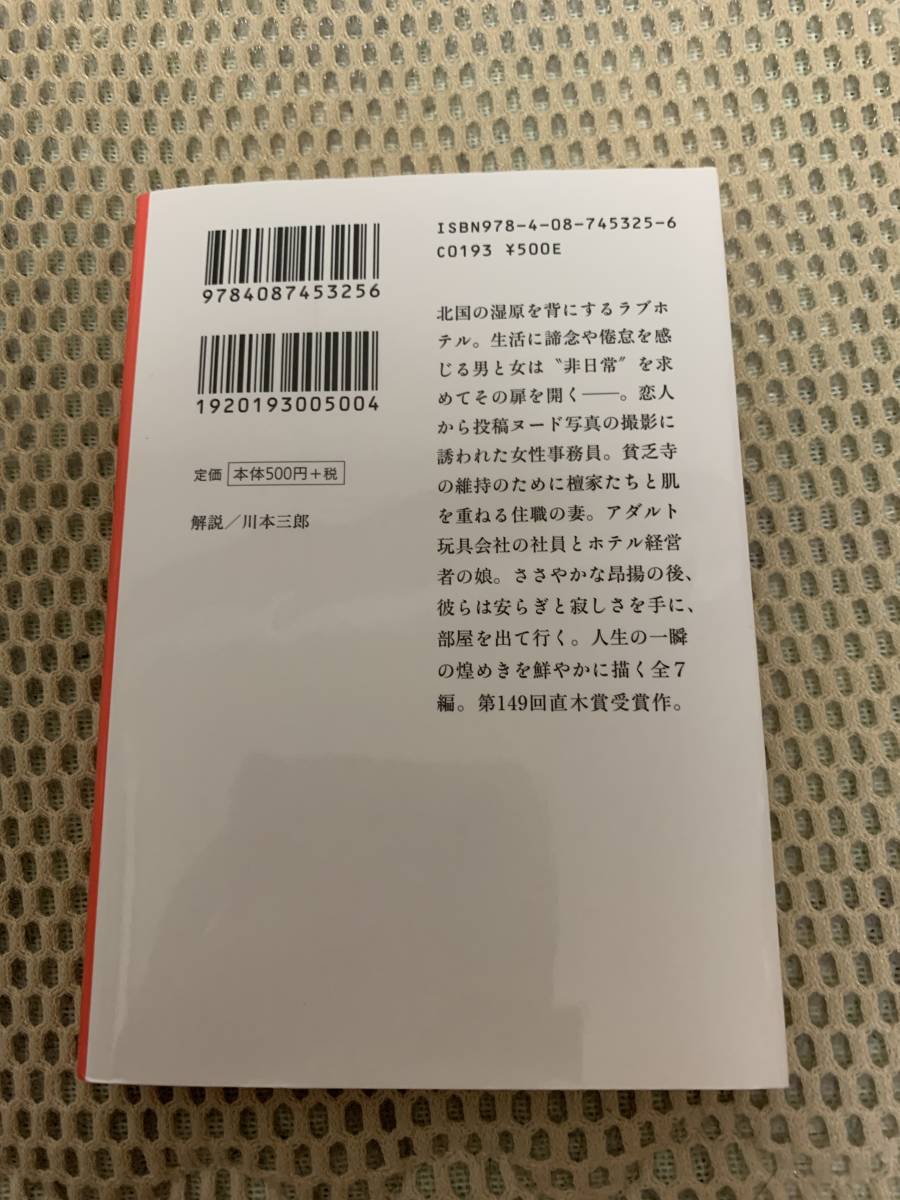 9784087453256
1920193005004
定価 本体500円+税
解説／川本三郎
ISBN978-4-08-745325-6
C0193 ¥500E
北国の湿原を背にするラブホ
テル。生活に諦念や倦怠を感
じる男と女は〝非日常〟を求
めてその扉を開く──。恋人
から投稿ヌード写真の撮影に
誘われた女性事務員。貧乏寺
の維持のために檀家たちと肌
を重ねる住職の妻。アダルト
玩具会社の社員とホテル経営
者の娘。ささやかな昂揚の後、
彼らは安らぎと寂しさを手に、
部屋を出て行く。人生の一瞬
の煌めきを鮮やかに描く全７
編。第149回直木賞受賞作。